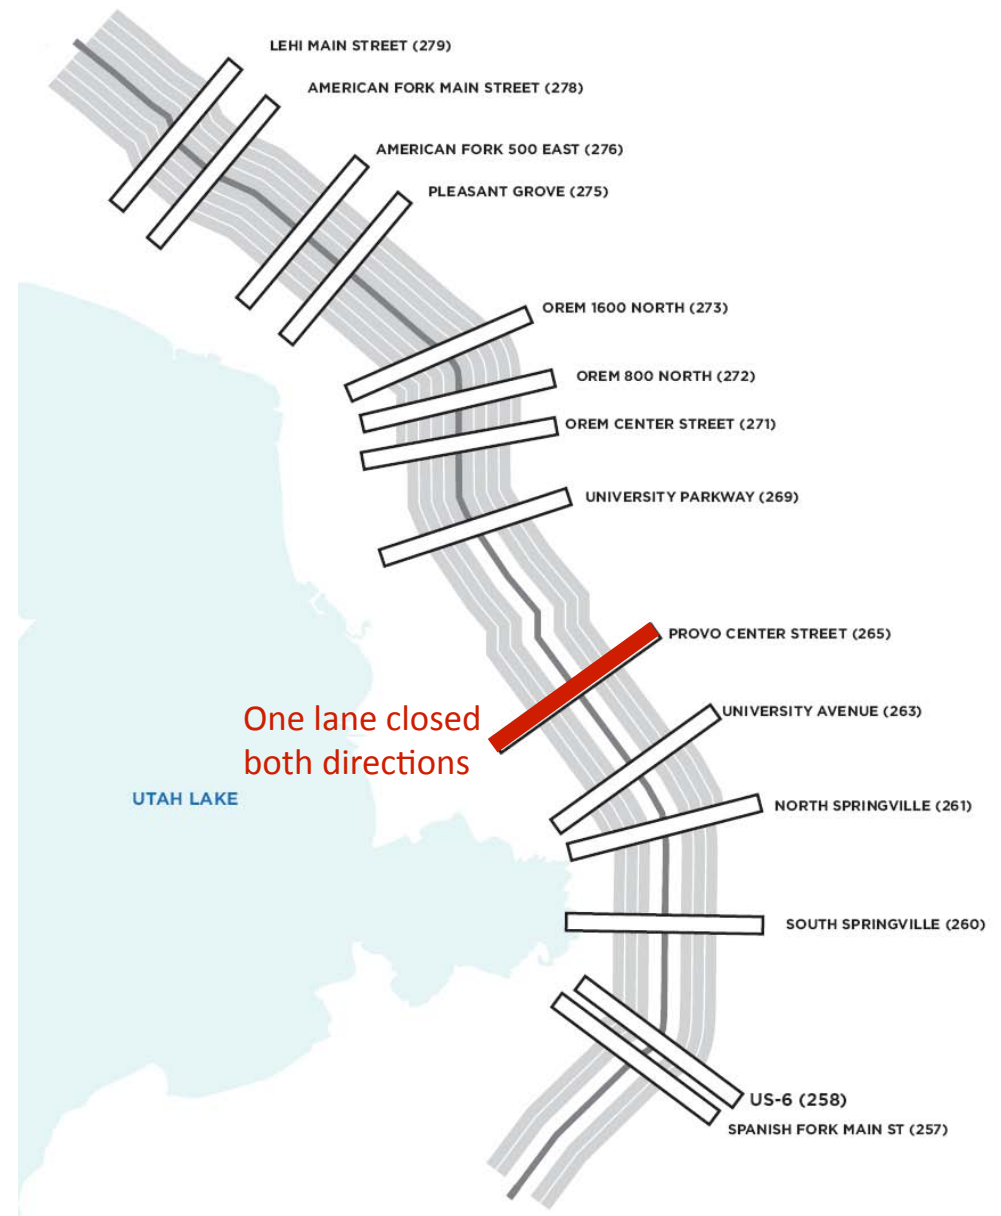 LEHI MAIN STREET (279)
AMERICAN FORK MAIN STREET (278)
AMERICAN FORK 500 EAST (276)
PLEASANT GROVE (275)
OREM 1600 NORTH (273)
OREM 800 NORTH (272)
OREM CENTER STREET (271)
UNIVERSITY PARKWAY (269)
PROVO CENTER STREET (265)
One lane closed
both directions
UNIVERSITY AVENUE (263)
UTAH LAKE
NORTH SPRINGVILLE (261)
SOUTH SPRINGVILLE (260)
US-6 (258)
SPANISH FORK MAIN ST (257)